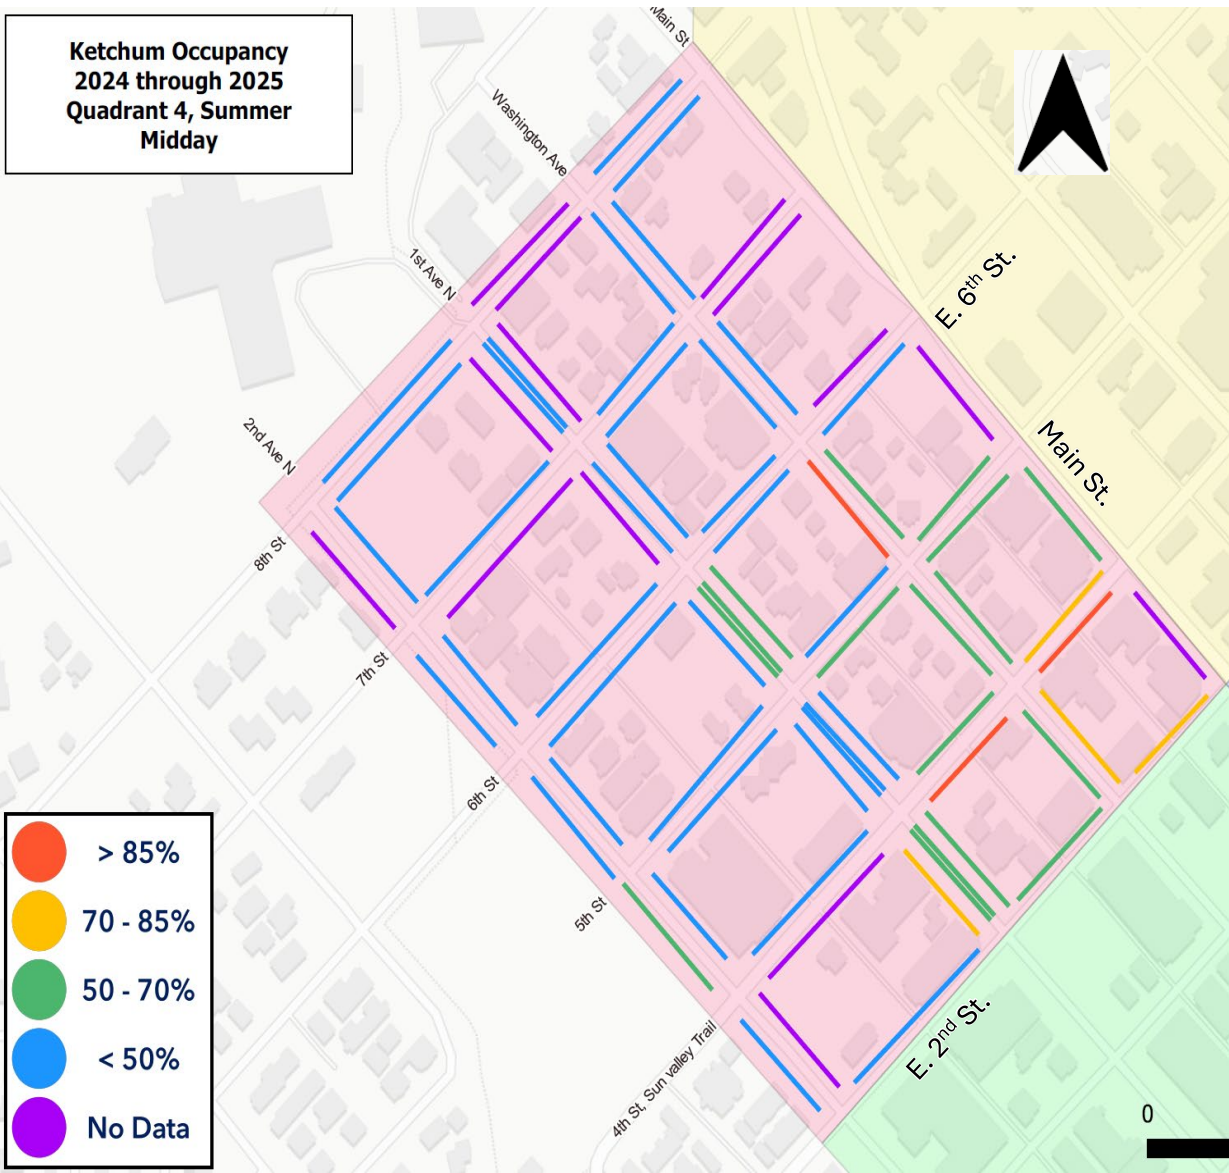 Ketchum Occupancy
2024 through 2025
Quadrant 4, Summer
Midday
Main St
Washington Ave
1st Ave N
2nd Ave N
8th St
7th St
6th St
5th St
4th St, Sun valley Trail
E. 6th St.
Main St.
E. 2nd St.
> 85%
70 - 85%
50 - 70%
< 50%
No Data
0